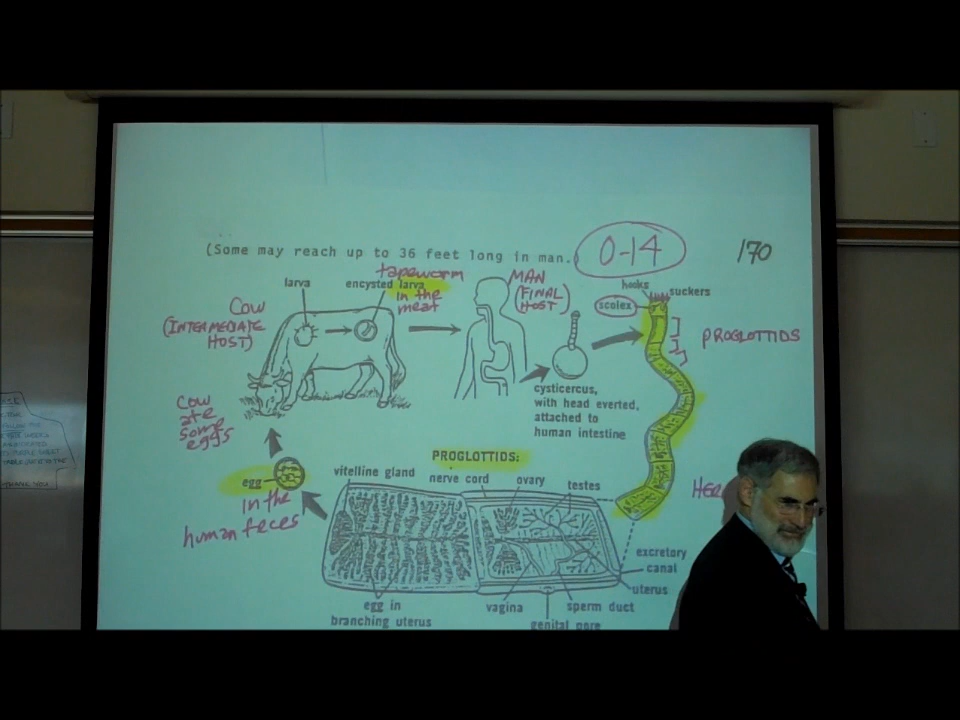 (Some may reach up to 36 feet long in man.
0-14
170
larva
tapeworm
encysted larva
in the
meat
MAN
(FINAL
HOST)
hooks
suckers
scolex
COW
(INTERMEDIATE
HOST)
PROGLOTTIDS
cysticercus,
with head everted,
attached to
human intestine
cow
ate
some
eggs
PROGLOTTIDS:
vitelline gland
nerve cord
ovary
testes
egg
in the
human feces
HER
excretory
canal
uterus
egg in
branching uterus
vagina
sperm duct
genital pore